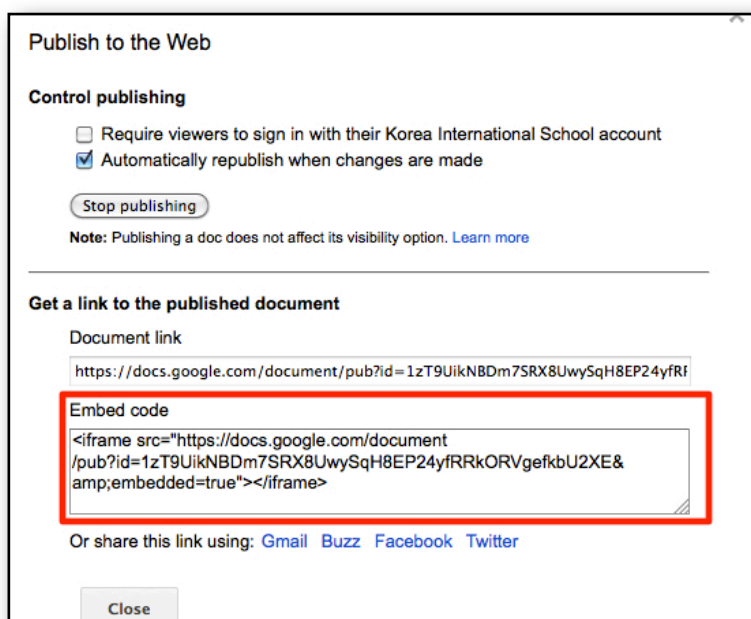 Publish to the Web
Control publishing
Require viewers to sign in with their Korea International School account
Automatically republish when changes are made
Stop publishing
Note: Publishing a doc does not affect its visibility option. Learn more
Get a link to the published document
Document link
https://docs.google.com/document/pub?id=1zT9UikNBDm7SRX8UwySqH8EP24yfRF
Embed code
<iframe src="https://docs.google.com/document
/pub?id=1zT9UikNBDm7SRX8UwySqH8EP24yfRRkORVgefkbU2XE&
amp;embedded=true"></iframe>
Or share this link using: Gmail Buzz Facebook Twitter
Close